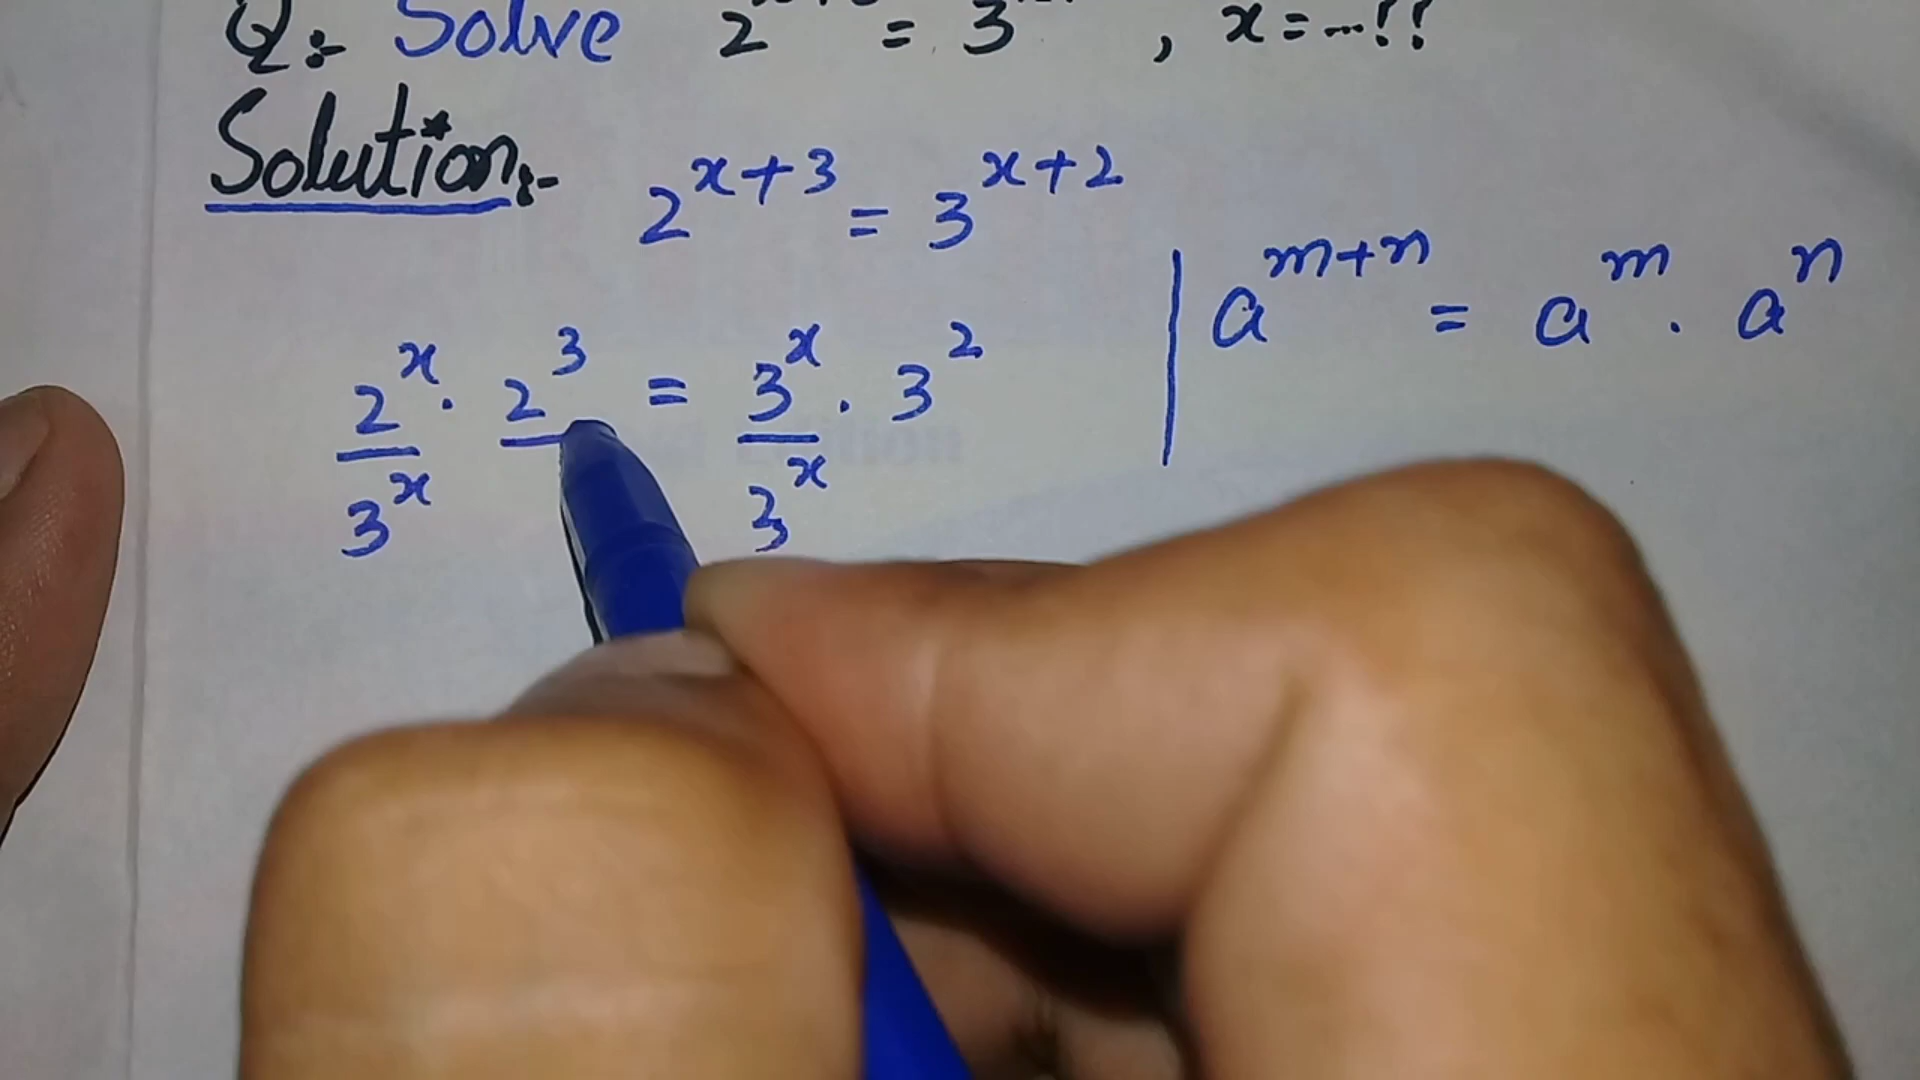 Q:- Solve 2 = 3 , x = ...!!
Solution:- 2^{x+3} = 3^{x+2}
a^{m+n} = a^m . a^n
2^x/3^x . 2^3 = 3^x/3^x . 3^2